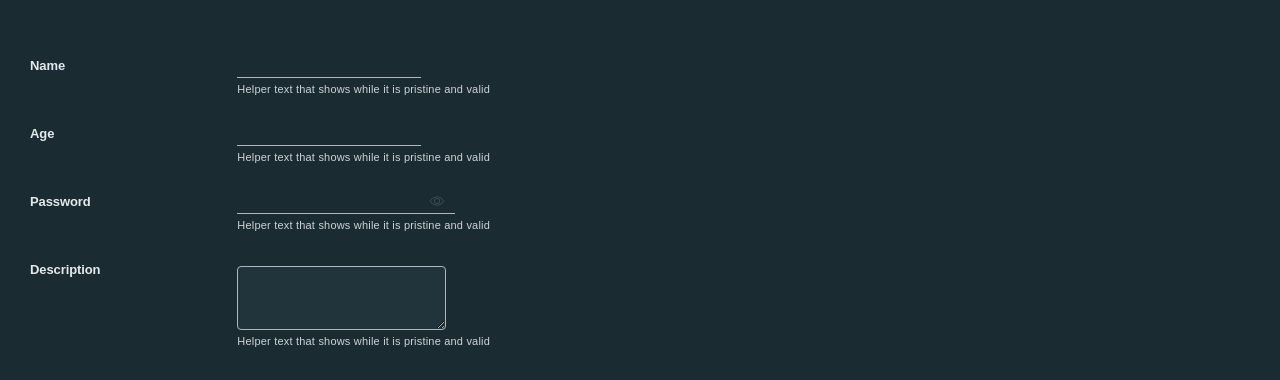 Name
Helper text that shows while it is pristine and valid
Age
Helper text that shows while it is pristine and valid
Password
Helper text that shows while it is pristine and valid
Description
Helper text that shows while it is pristine and valid